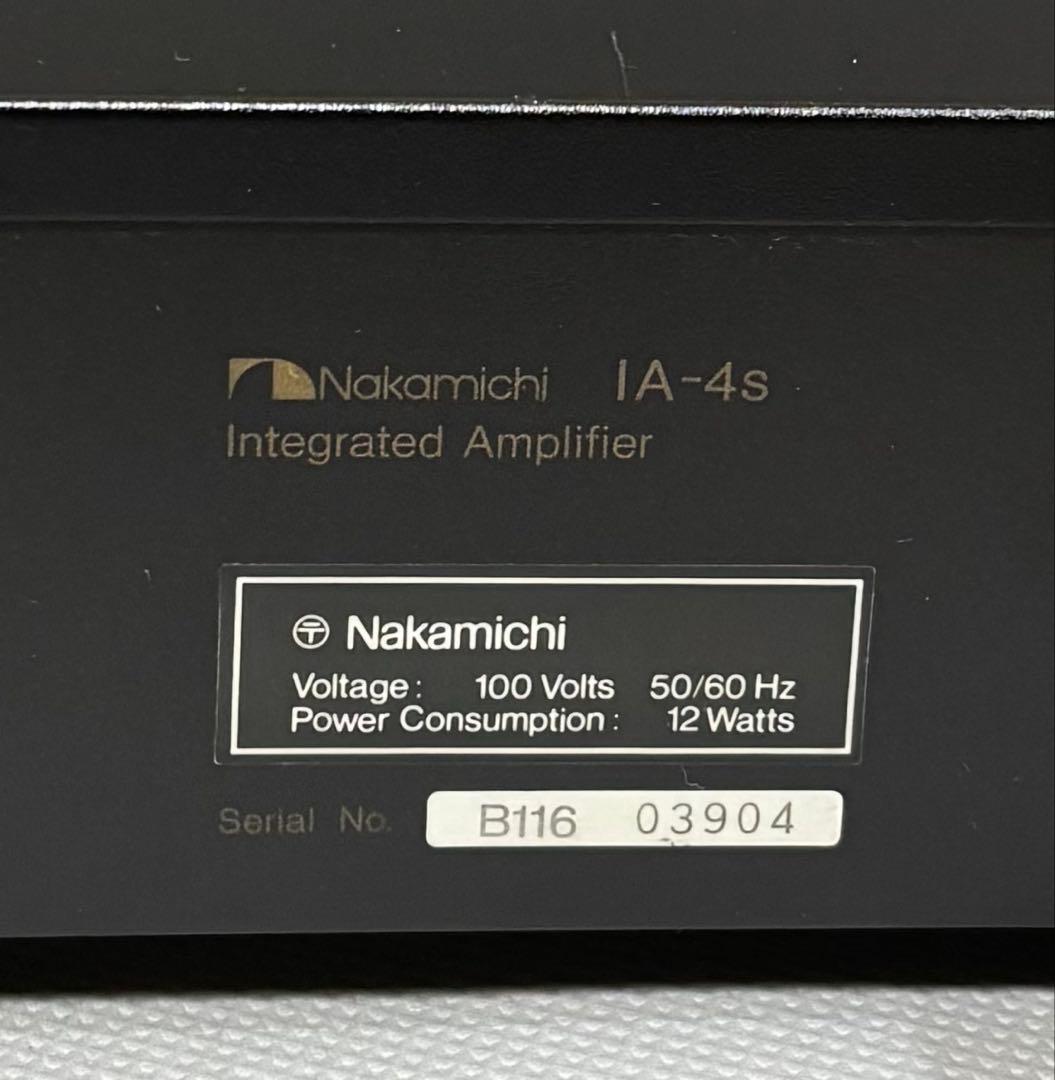 Nakamichi IA-4s
Integrated Amplifier
〶 Nakamichi
Voltage: 100 Volts 50/60 Hz
Power Consumption: 12 Watts
Serial No. B116 03904